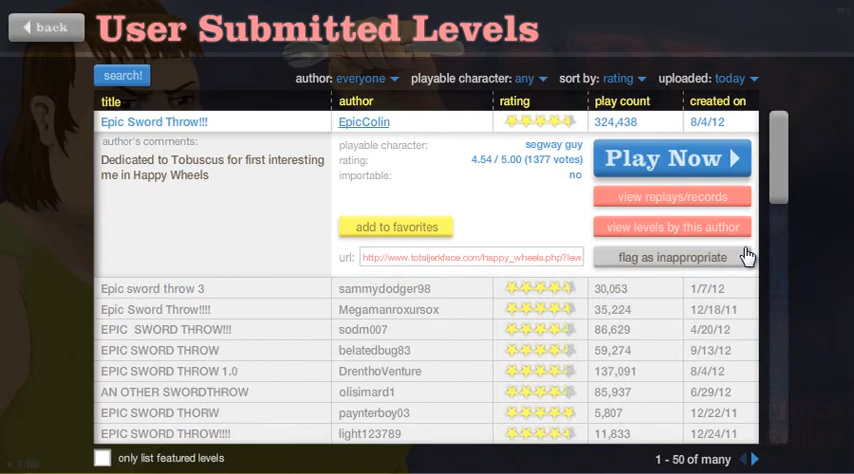 back
User Submitted Levels
search! author: everyone playable character: any sort by: rating uploaded: today
title author rating play count created on
Epic Sword Throw!!! EpicColin 324,438 8/4/12
author's comments:
Dedicated to Tobuscus for first interesting
me in Happy Wheels
playable character: segway guy
rating: 4.54 / 5.00 (1377 votes)
importable: no
Play Now
view replays/records
add to favorites
view levels by this author
url: http://www.totaljerkface.com/happy_wheels.php?leve
flag as inappropriate
Epic sword throw 3 sammydodger98 30,053 1/7/12
Epic Sword Throw!!!! Megamanroxursox 35,224 12/18/11
EPIC SWORD THROW!!! sodm007 86,629 4/20/12
EPIC SWORD THROW belatedbug83 59,274 9/13/12
EPIC SWORD THROW 1.0 DrenthoVenture 137,091 8/4/12
AN OTHER SWORDTHROW olisimard1 85,937 6/29/12
EPIC SWORD THORW paynterboy03 5,807 12/22/11
EPIC SWORD THROW!!!! light123789 11,833 12/24/11
only list featured levels 1 - 50 of many